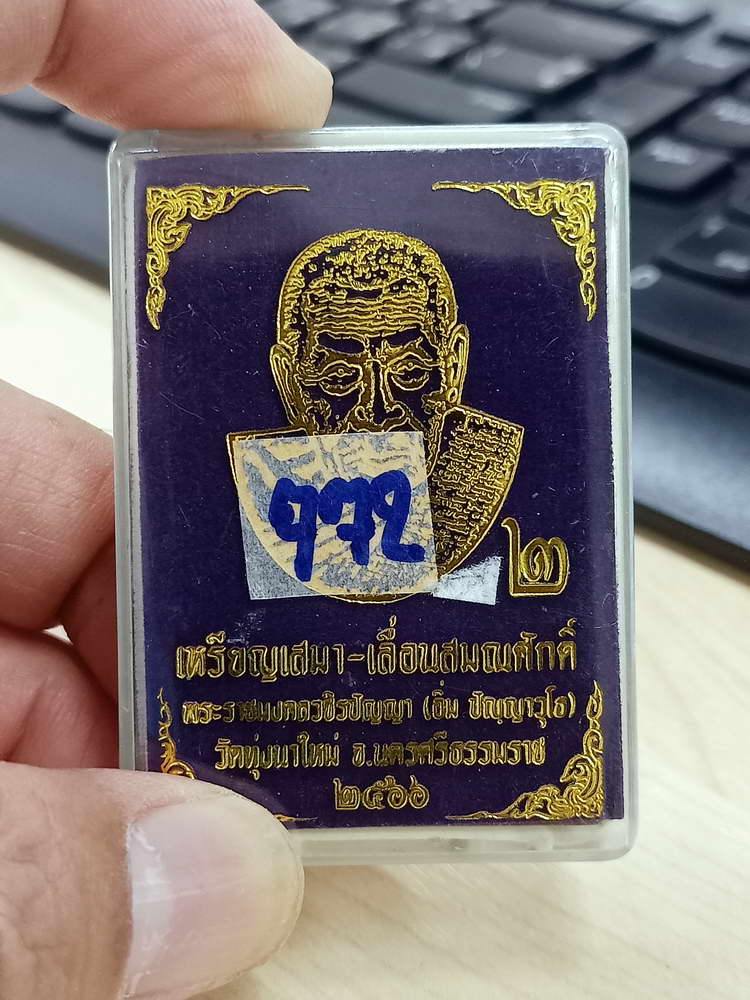 ๒
เหรียญเสมา-เลื่อนสมณศักดิ์
พระราชมงคลวชิรปัญญา (อิ่ม ปัญฺญาวุโธ)
วัดทุ่งนาใหม่ จ.นครศรีธรรมราช
๒๕๖๖